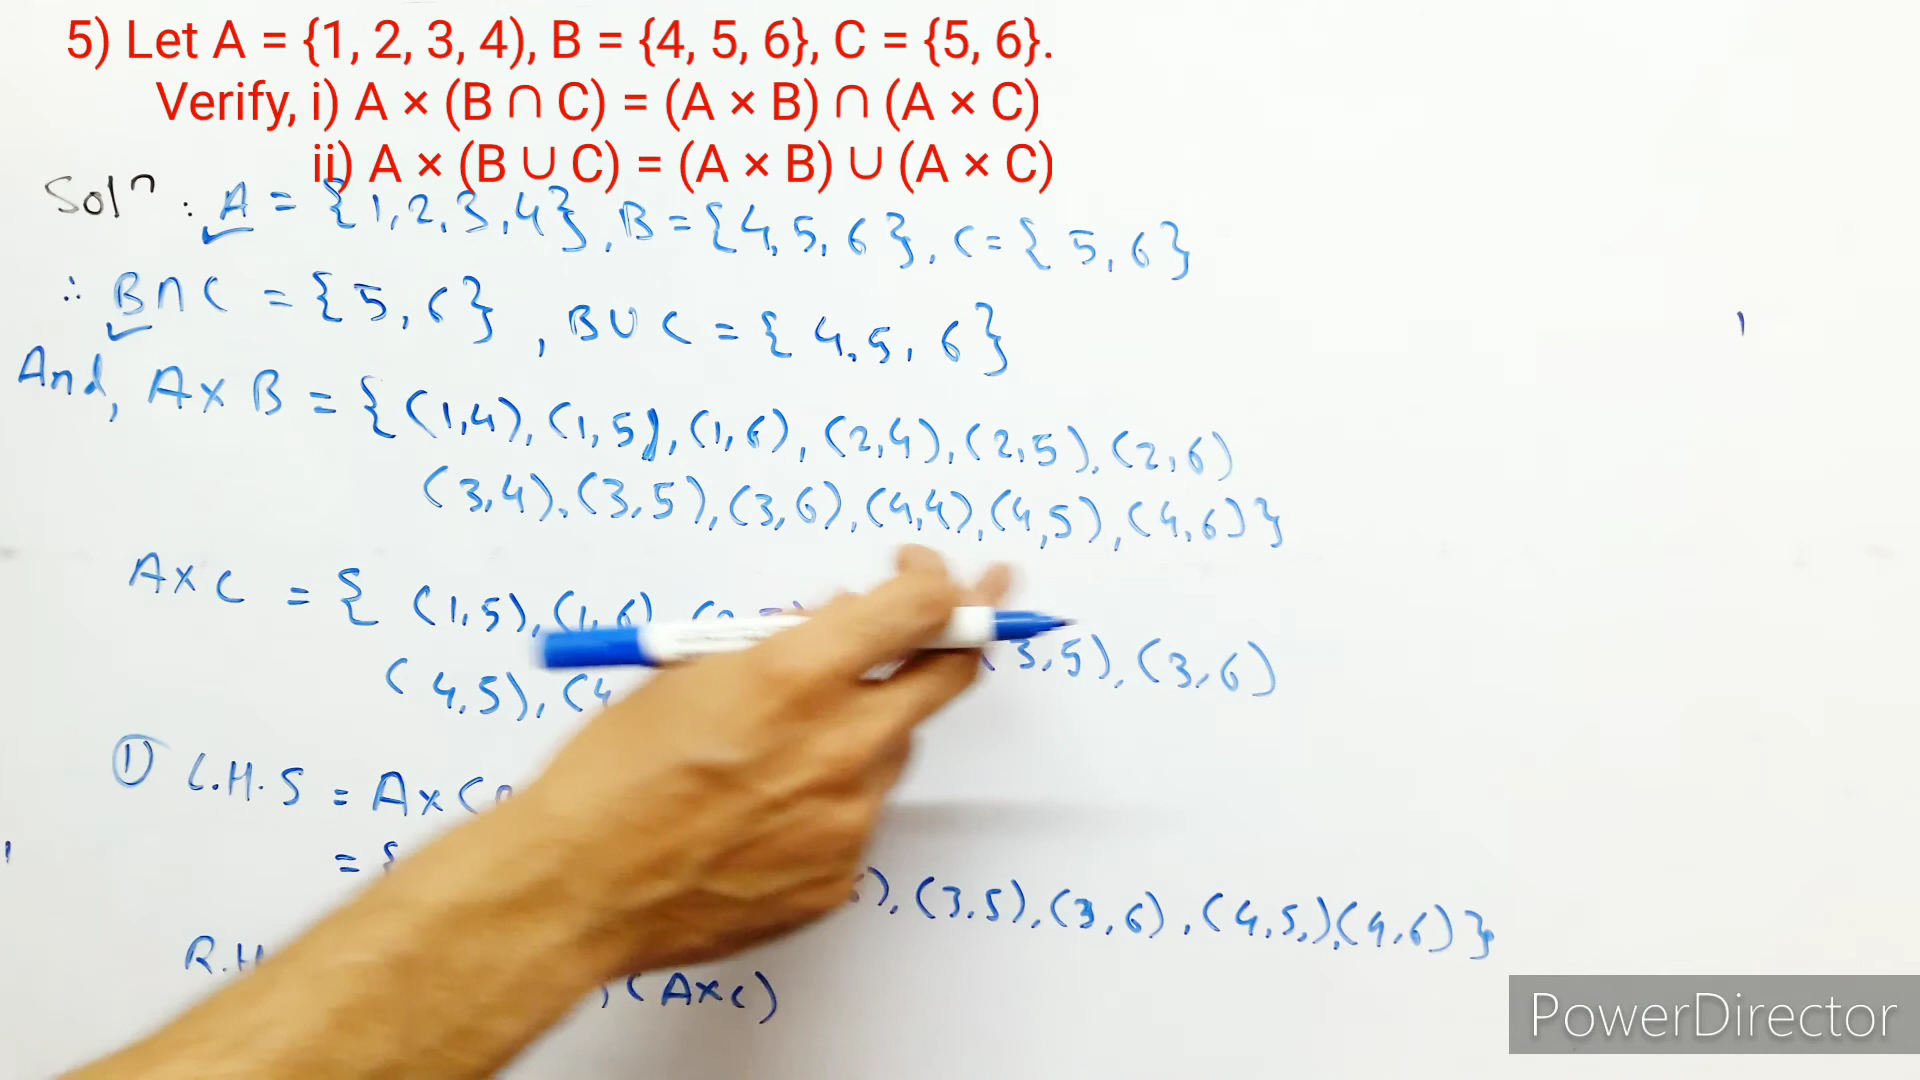 5) Let A = {1, 2, 3, 4), B = {4, 5, 6}, C = {5, 6}.
Verify, i) A × (B ∩ C) = (A × B) ∩ (A × C)
ii) A × (B ∪ C) = (A × B) ∪ (A × C)
Solⁿ : A = {1,2,3,4}, B = {4,5,6}, C = {5,6}
∴ B∩C = {5,6}, B∪C = {4,5,6}
And, A×B = {(1,4),(1,5),(1,6),(2,4),(2,5),(2,6)
(3,4),(3,5),(3,6),(4,4),(4,5),(4,6)}
A×C = { (1,5),(1,6) (3,5),(3,6)
(4,5),(4
① L.H.S = A×(
= { ),(3,5),(3,6),(4,5,),(4,6)}
R.H (A×C)
PowerDirector